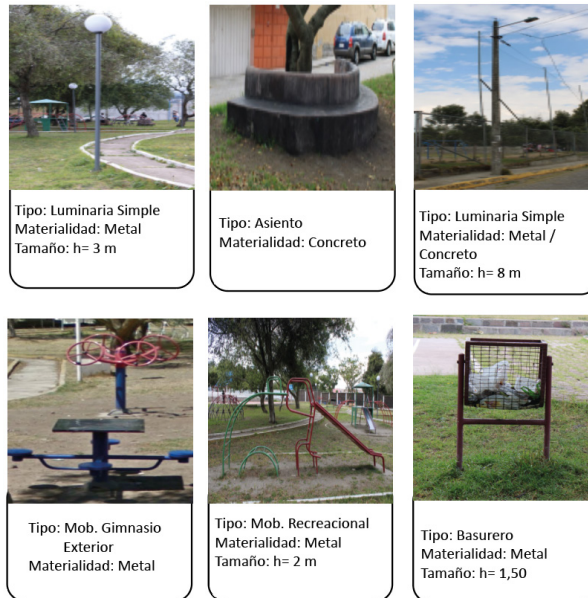 Tipo: Luminaria Simple
Materialidad: Metal
Tamaño: h= 3 m
Tipo: Asiento
Materialidad: Concreto
Tipo: Luminaria Simple
Materialidad: Metal /
Concreto
Tamaño: h= 8 m
Tipo: Mob. Gimnasio
Exterior
Materialidad: Metal
Tipo: Mob. Recreacional
Materialidad: Metal
Tamaño: h= 2 m
Tipo: Basurero
Materialidad: Metal
Tamaño: h= 1,50